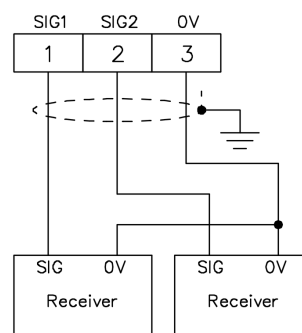 SIG1 SIG2 0V
1 2 3
SIG 0V SIG 0V
Receiver Receiver